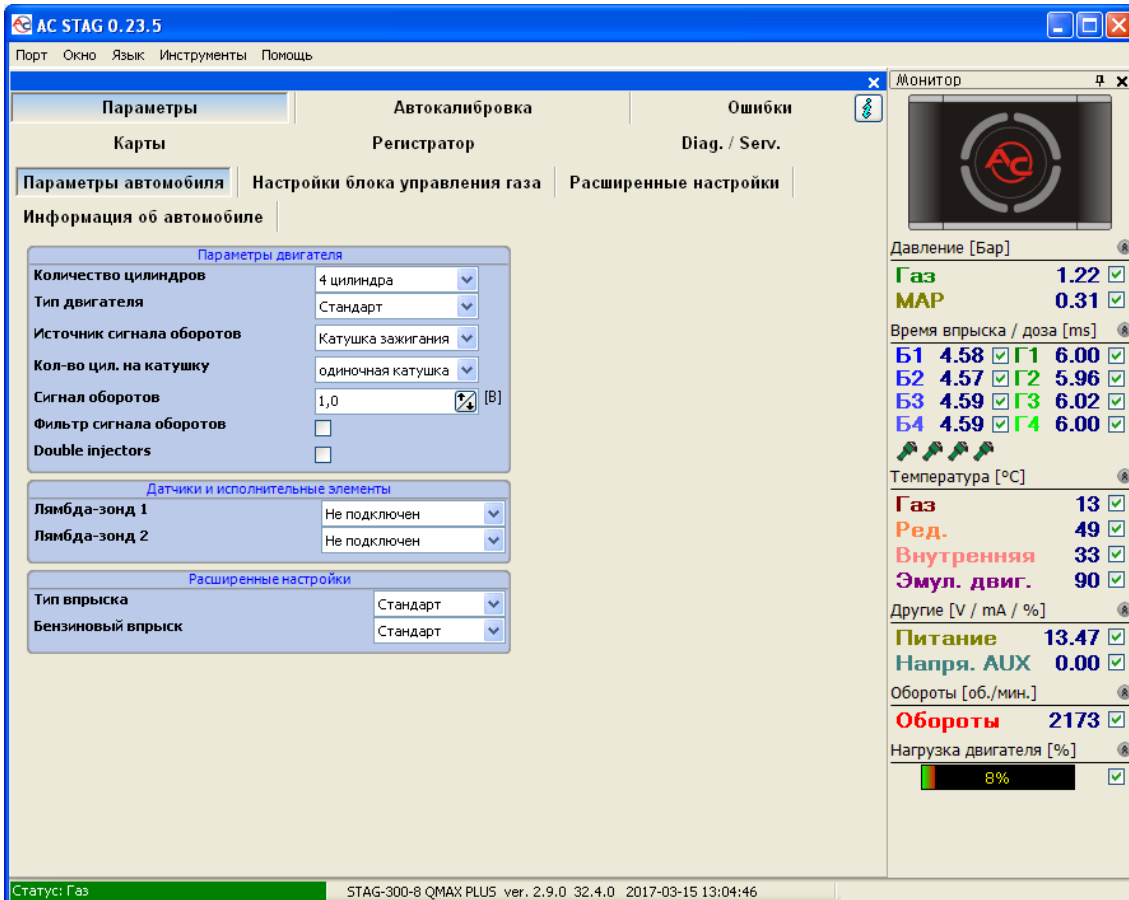 AC STAG 0.23.5
Порт Окно Язык Инструменты Помощь
Параметры Автокалибровка Ошибки
Карты Регистратор Diag. / Serv.
Параметры автомобиля Настройки блока управления газа Расширенные настройки
Информация об автомобиле
Параметры двигателя
Количество цилиндров 4 цилиндра
Тип двигателя Стандарт
Источник сигнала оборотов Катушка зажигания
Кол-во цил. на катушку одиночная катушка
Сигнал оборотов 1,0 [В]
Фильтр сигнала оборотов
Double injectors
Датчики и исполнительные элементы
Лямбда-зонд 1 Не подключен
Лямбда-зонд 2 Не подключен
Расширенные настройки
Тип впрыска Стандарт
Бензиновый впрыск Стандарт
Монитор
AC
Давление [Бар]
Газ 1.22
MAP 0.31
Время впрыска / доза [ms]
Б1 4.58 Г1 6.00
Б2 4.57 Г2 5.96
Б3 4.59 Г3 6.02
Б4 4.59 Г4 6.00
Температура [°C]
Газ 13
Ред. 49
Внутренняя 33
Эмул. двиг. 90
Другие [V / mA / %]
Питание 13.47
Напря. AUX 0.00
Обороты [об./мин.]
Обороты 2173
Нагрузка двигателя [%]
8%
Статус: Газ STAG-300-8 QMAX PLUS ver. 2.9.0 32.4.0 2017-03-15 13:04:46